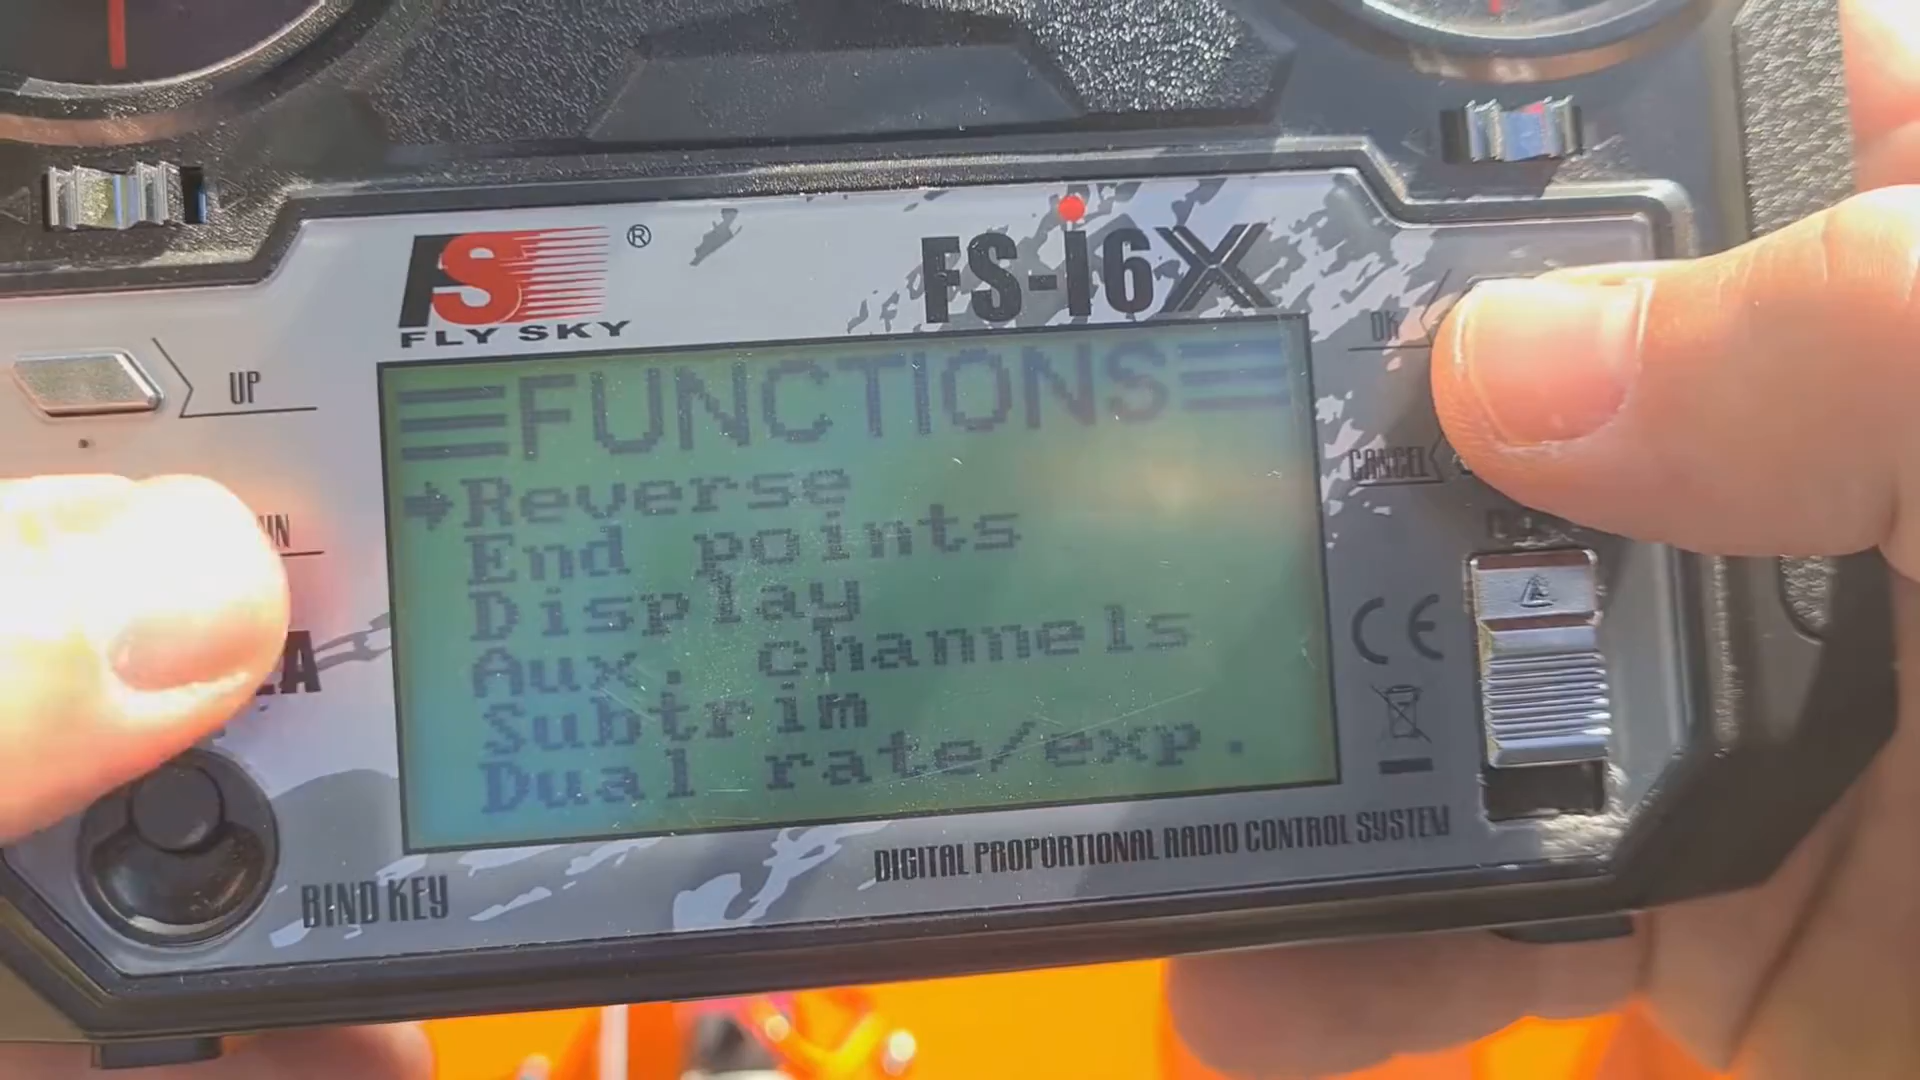 FS ®
FLY SKY
FS-i6X
UP
OK
CANCEL
FUNCTIONS
Reverse
End points
Display
Aux. channels
Subtrim
Dual rate/exp.
CE
DIGITAL PROPORTIONAL RADIO CONTROL SYSTEM
BIND KEY